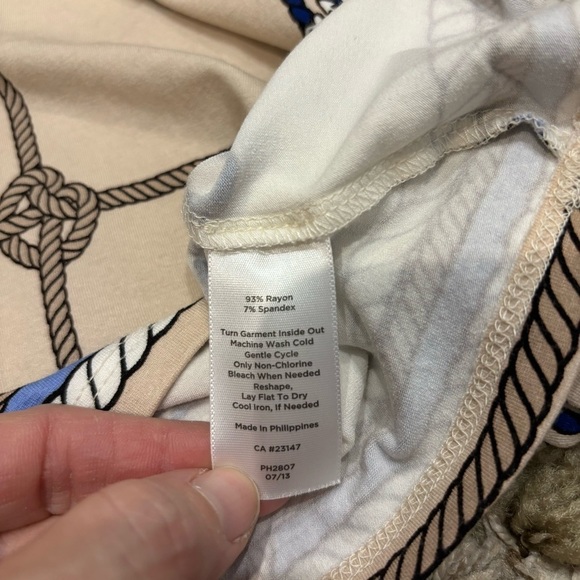 93% Rayon
7% Spandex
Turn Garment Inside Out
Machine Wash Cold
Gentle Cycle
Only Non-Chlorine
Bleach When Needed
Reshape,
Lay Flat To Dry
Cool iron, If Needed
Made in Philippines
CA #23147
PH2807
07/13